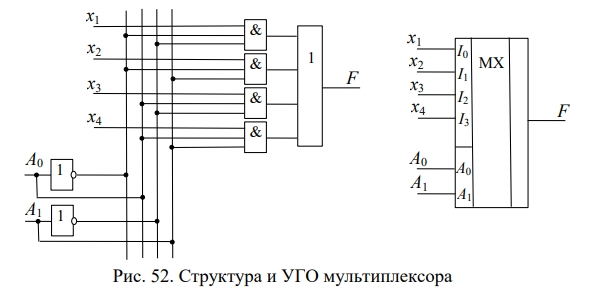 x₁
&
x₂
&
1
F
x₃
&
x₄
&
A₀
1
A₁
1
x₁
I₀
MX
x₂
I₁
x₃
I₂
x₄
I₃
F
A₀
A₀
A₁
A₁
Рис. 52. Структура и УГО мультиплексора